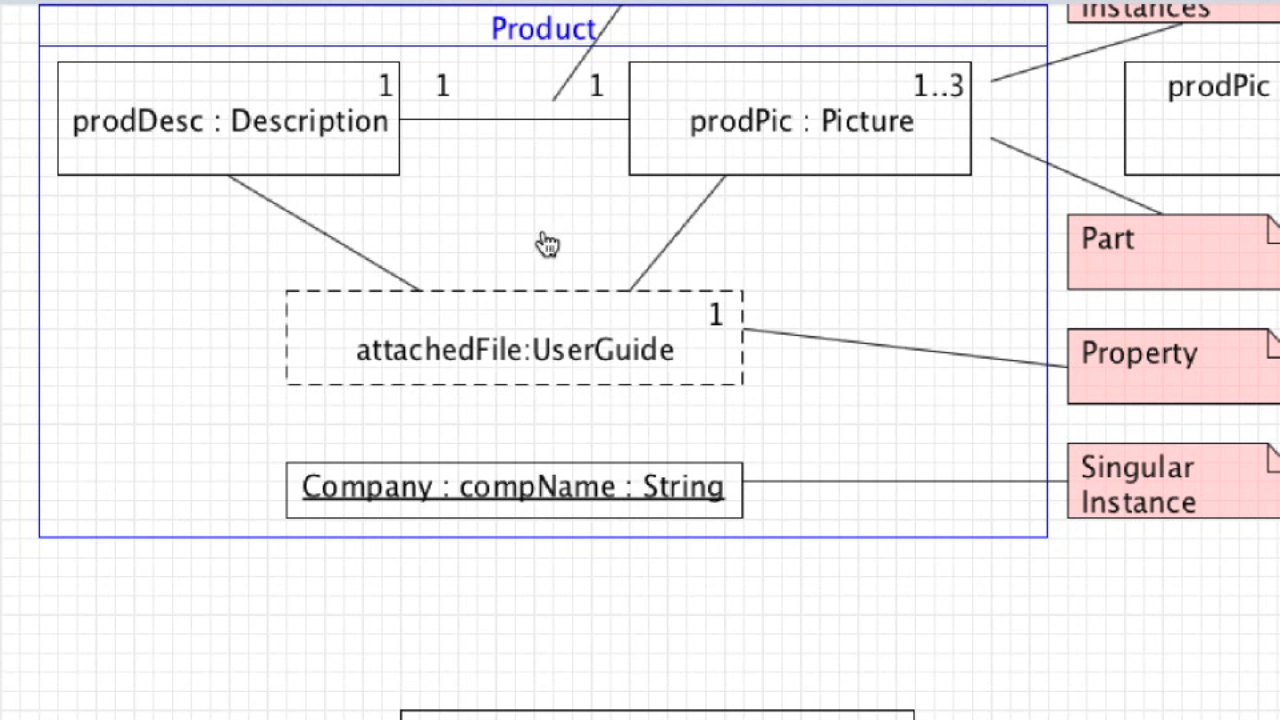 Instances
Product
1
1
1
1..3
prodDesc : Description
prodPic : Picture
prodPic
Part
1
attachedFile:UserGuide
Property
Company : compName : String
Singular
Instance